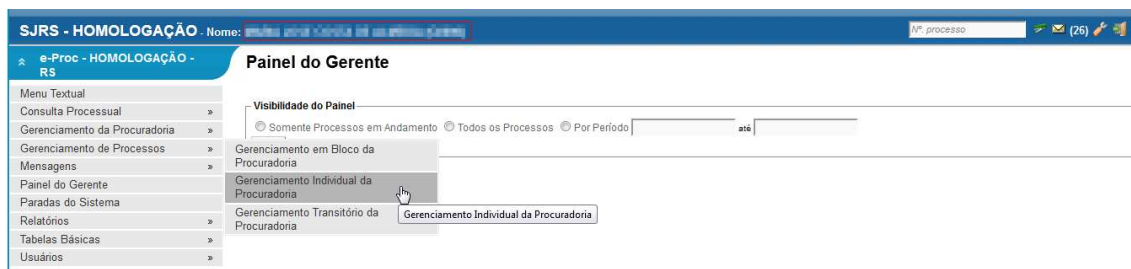 SJRS - HOMOLOGAÇÃO - Nome:
Nº. processo
(26)
e-Proc - HOMOLOGAÇÃO -
RS
Painel do Gerente
Menu Textual
Consulta Processual »
Gerenciamento da Procuradoria »
Gerenciamento de Processos »
Mensagens »
Painel do Gerente
Paradas do Sistema
Relatórios »
Tabelas Básicas »
Usuários »
Visibilidade do Painel
Somente Processos em Andamento Todos os Processos Por Período até
Gerenciamento em Bloco da
Procuradoria
Gerenciamento Individual da
Procuradoria
Gerenciamento Transitório da
Procuradoria
Gerenciamento Individual da Procuradoria